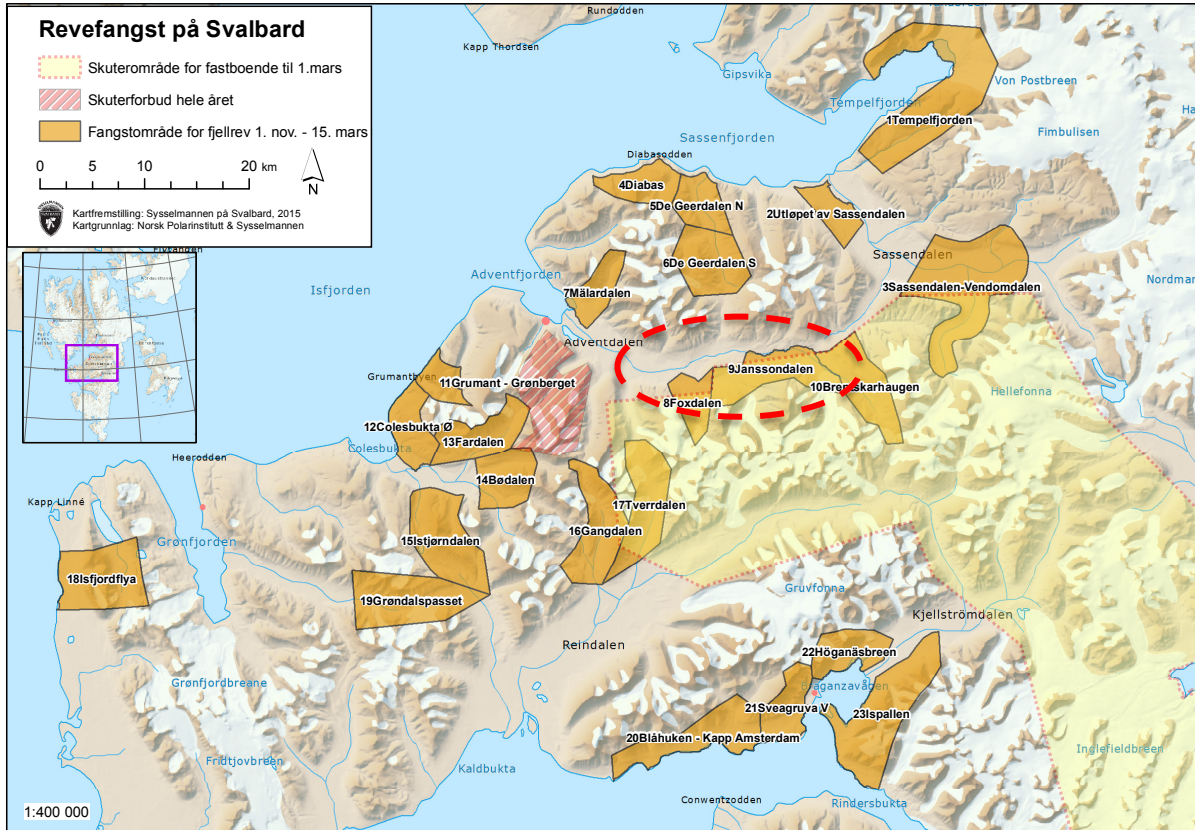 Revefangst på Svalbard
Skuterområde for fastboende til 1.mars
Skuterforbud hele året
Fangstområde for fjellrev 1. nov. - 15. mars
0 5 10 20 km
N
Kartfremstilling: Sysselmannen på Svalbard, 2015
Kartgrunnlag: Norsk Polarinstitutt & Sysselmannen
Rundodden
Kapp Thordsen
Gipsvika
Von Postbreen
Tempelfjorden
1Tempelfjorden
Fimbulisen
Sassenfjorden
Diabasodden
4Diabas
5De Geerdalen N
2Utløpet av Sassendalen
Sassendalen
6De Geerdalen S
Adventfjorden
Isfjorden
7Mälardalen
3Sassendalen-Vendomdalen
Adventdalen
9Janssondalen
Grumantbyen
11Grumant - Grønberget
10Breinskarhaugen
Hellefonna
8Foxdalen
12Colesbukta Ø
13Fardalen
Colesbukta
Heerodden
14Bødalen
Kapp Linné
17Tverrdalen
16Gangdalen
15Istjørndalen
Grønfjorden
18Isfjordflya
19Grøndalspasset
Gruvfonna
Kjellströmdalen
Reindalen
22Höganäsbreen
Grønfjordbreane
Braganzavågen
21Sveagruva V
23Ispallen
20Blåhuken - Kapp Amsterdam
Inglefieldbreen
Fridtjovbreen
Kaldbukta
Conwentzodden
Rindersbukta
1:400 000